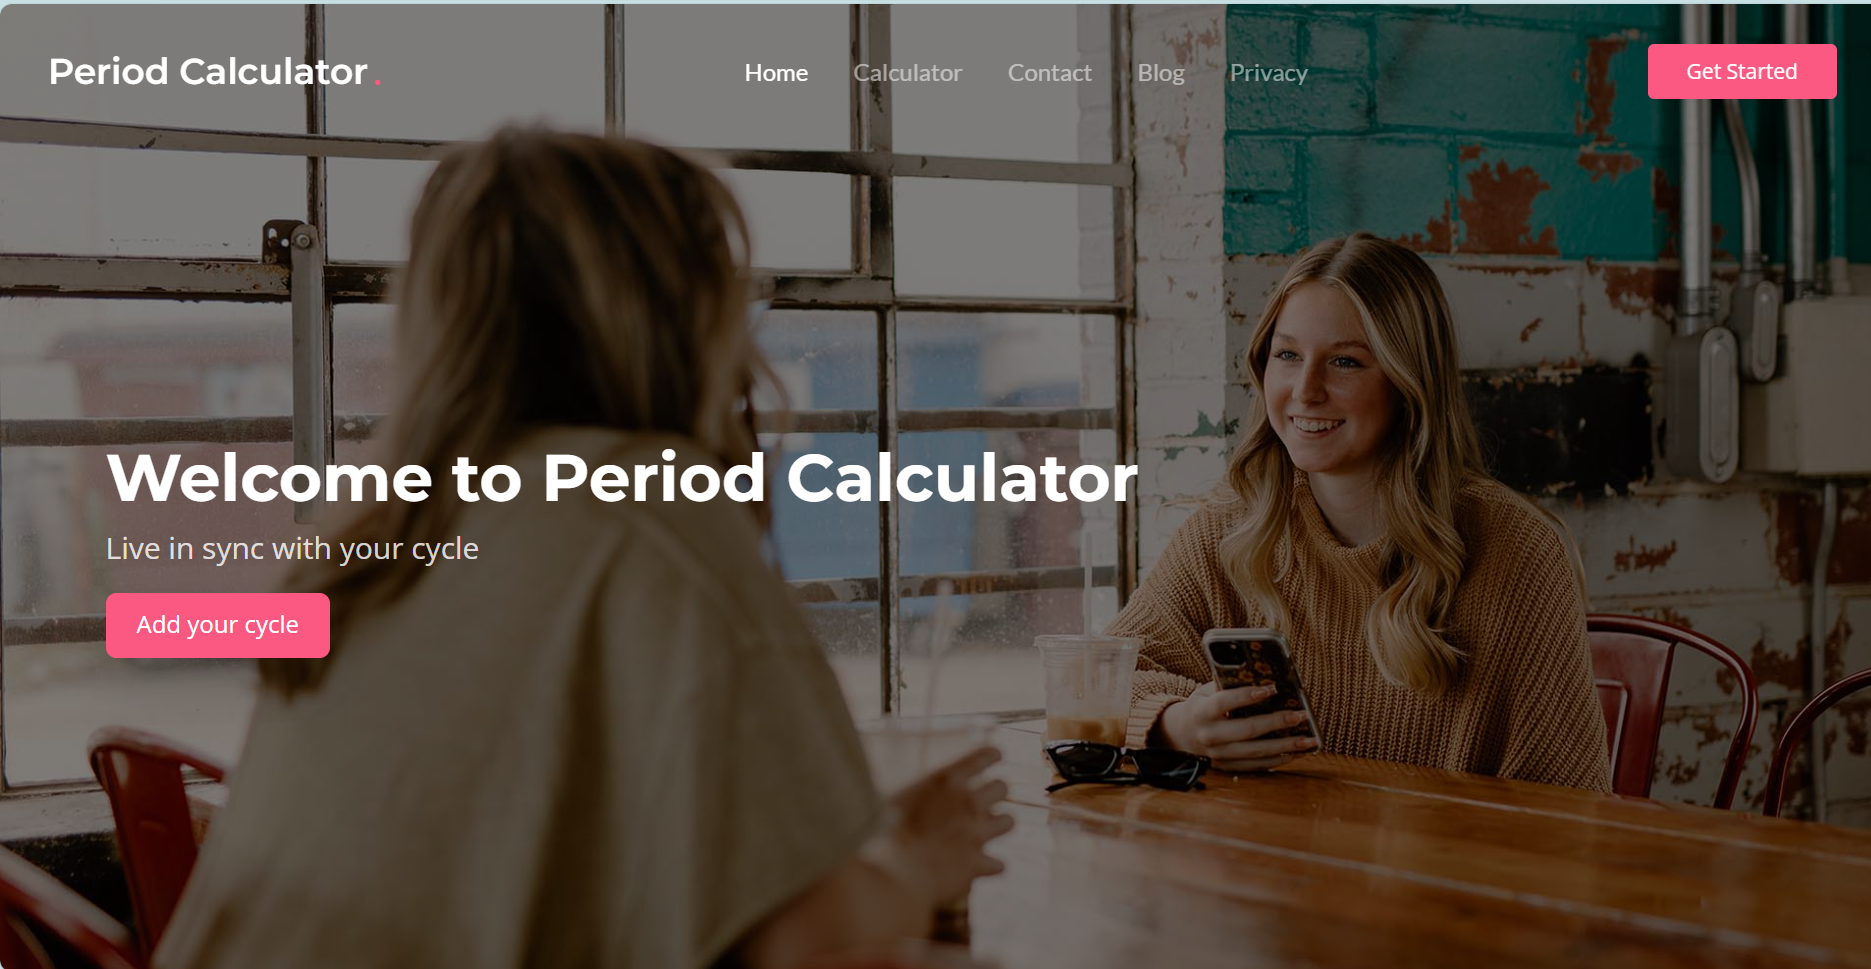 Period Calculator.
Home Calculator Contact Blog Privacy
Get Started
Welcome to Period Calculator
Live in sync with your cycle
Add your cycle